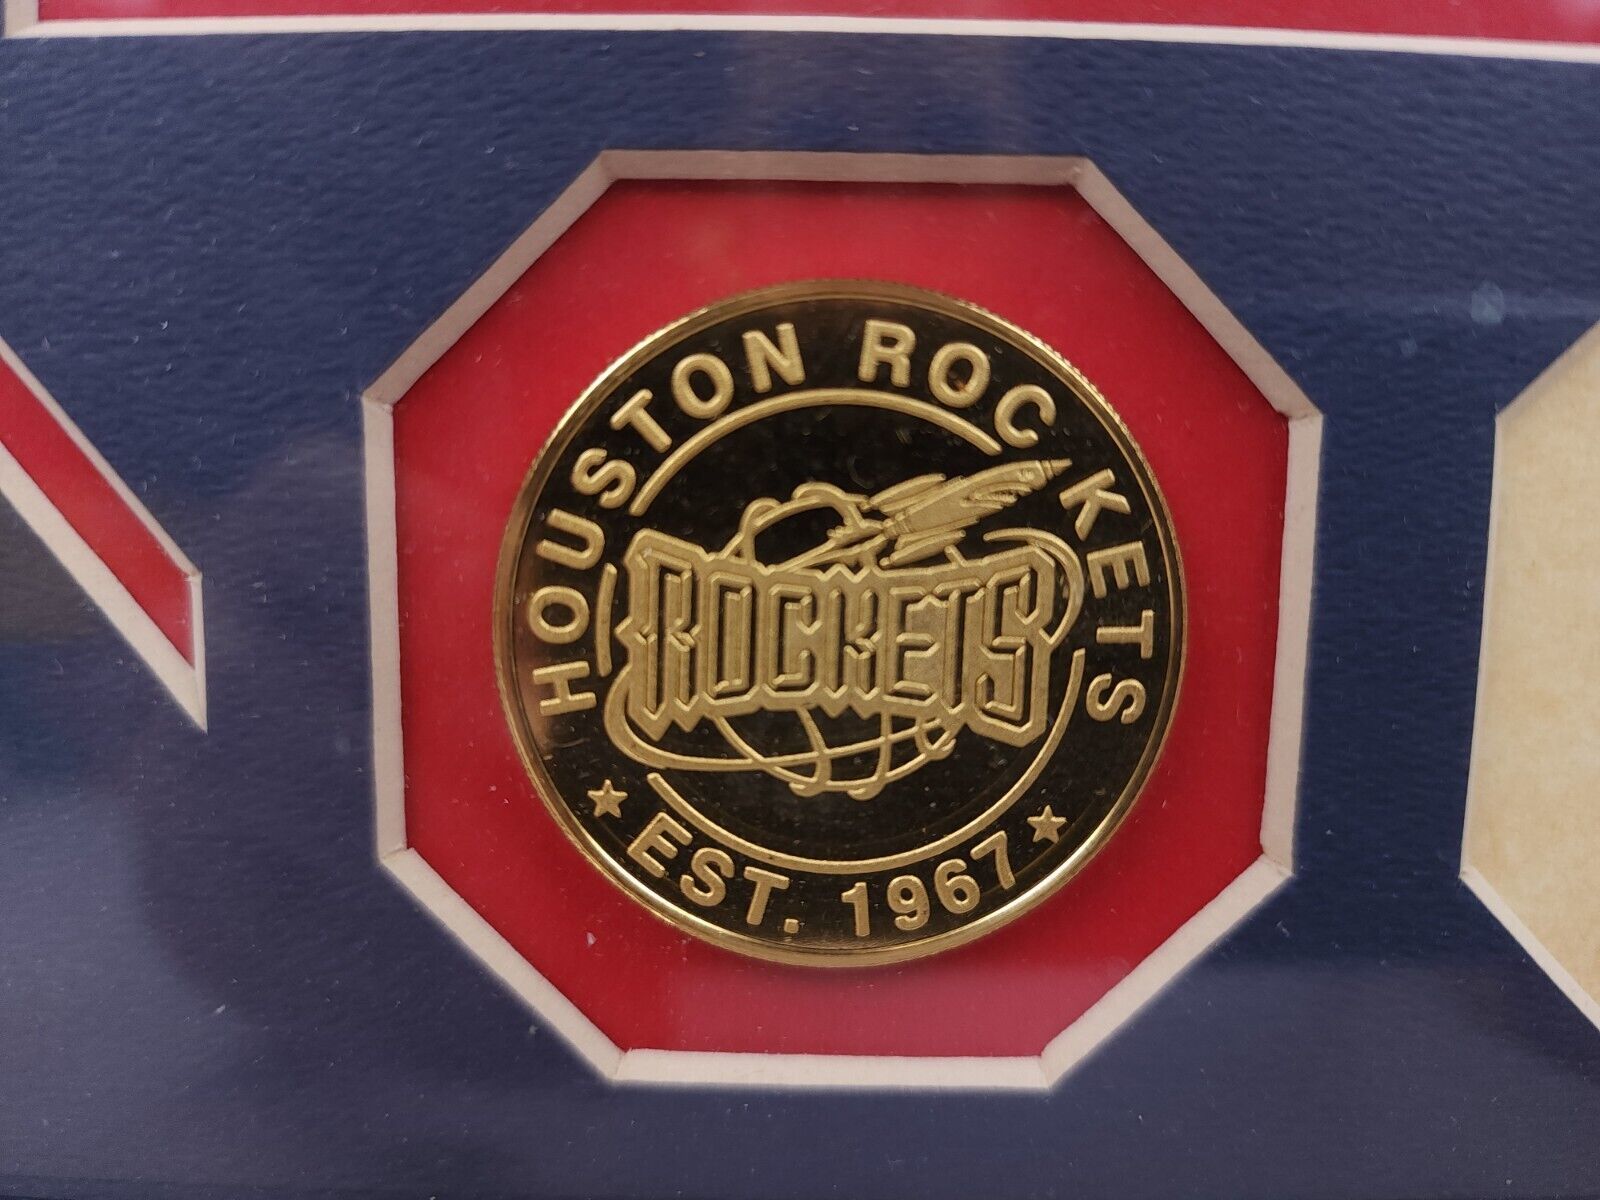 HOUSTON ROCKETS
ROCKETS
★ EST. 1967 ★